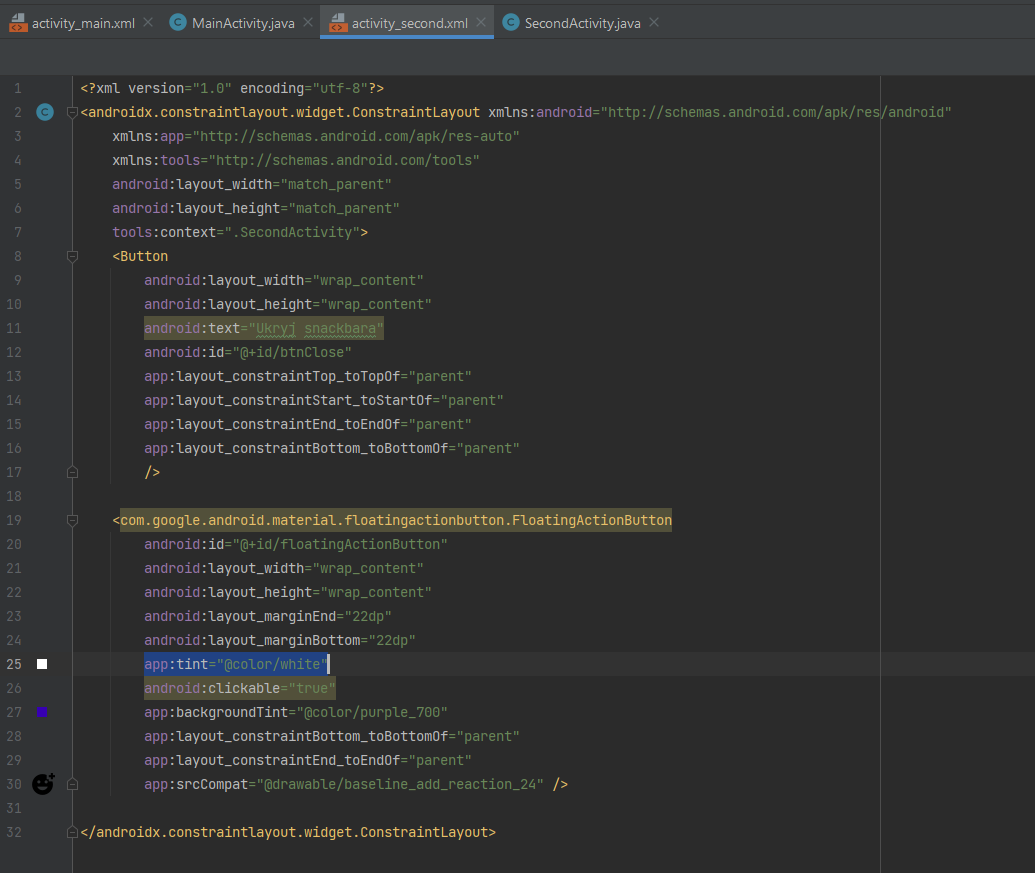 activity_main.xml MainActivity.java activity_second.xml SecondActivity.java
1 <?xml version="1.0" encoding="utf-8"?>
2 <androidx.constraintlayout.widget.ConstraintLayout xmlns:android="http://schemas.android.com/apk/res/android"
3 xmlns:app="http://schemas.android.com/apk/res-auto"
4 xmlns:tools="http://schemas.android.com/tools"
5 android:layout_width="match_parent"
6 android:layout_height="match_parent"
7 tools:context=".SecondActivity">
8 <Button
9 android:layout_width="wrap_content"
10 android:layout_height="wrap_content"
11 android:text="Ukryj snackbara"
12 android:id="@+id/btnClose"
13 app:layout_constraintTop_toTopOf="parent"
14 app:layout_constraintStart_toStartOf="parent"
15 app:layout_constraintEnd_toEndOf="parent"
16 app:layout_constraintBottom_toBottomOf="parent"
17 />
18
19 <com.google.android.material.floatingactionbutton.FloatingActionButton
20 android:id="@+id/floatingActionButton"
21 android:layout_width="wrap_content"
22 android:layout_height="wrap_content"
23 android:layout_marginEnd="22dp"
24 android:layout_marginBottom="22dp"
25 app:tint="@color/white"
26 android:clickable="true"
27 app:backgroundTint="@color/purple_700"
28 app:layout_constraintBottom_toBottomOf="parent"
29 app:layout_constraintEnd_toEndOf="parent"
30 app:srcCompat="@drawable/baseline_add_reaction_24" />
31
32 </androidx.constraintlayout.widget.ConstraintLayout>